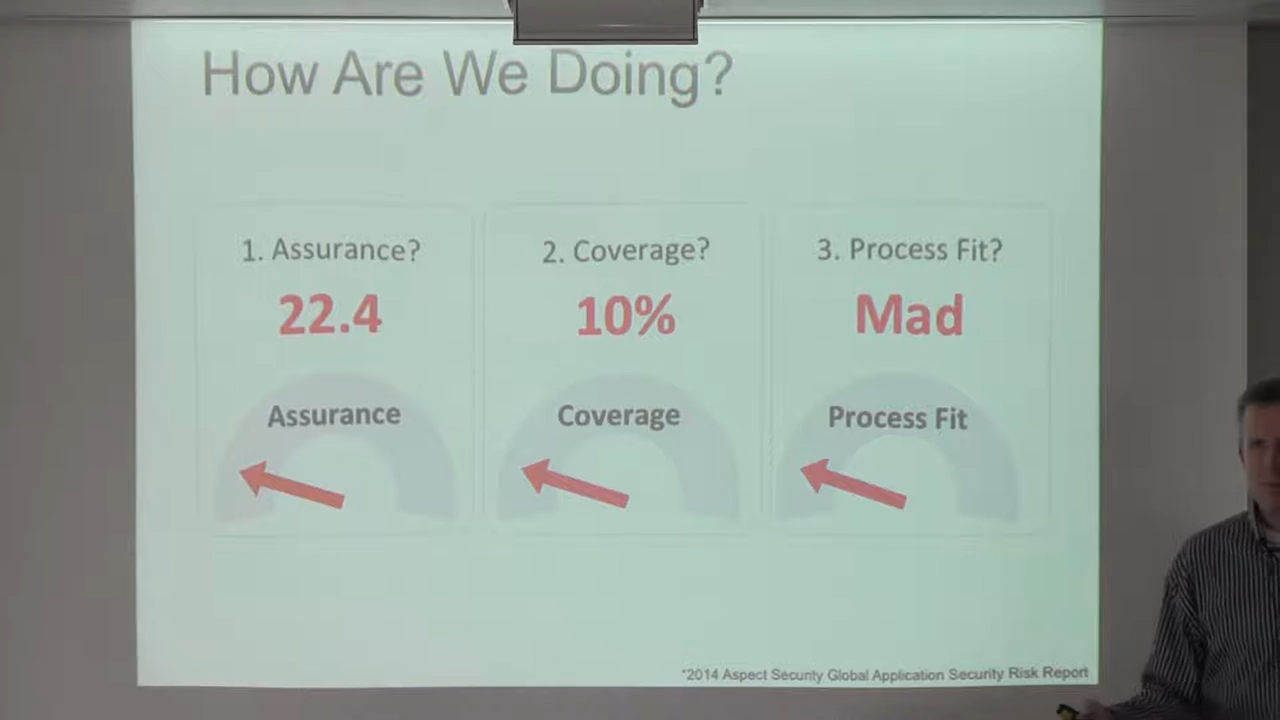 How Are We Doing?
1. Assurance?
22.4
Assurance
2. Coverage?
10%
Coverage
3. Process Fit?
Mad
Process Fit
*2014 Aspect Security Global Application Security Risk Report